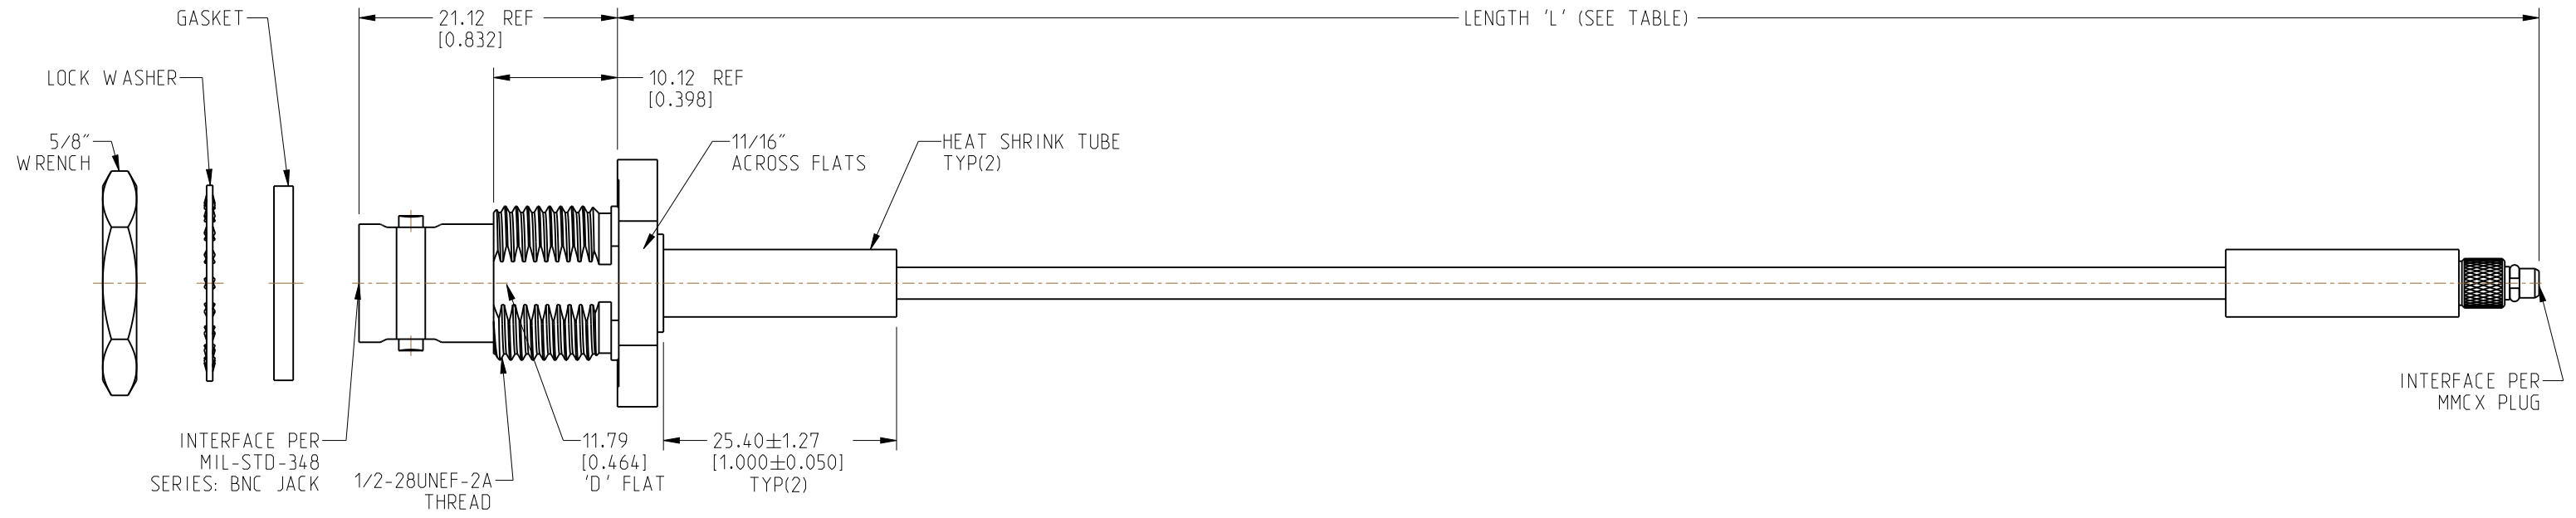 GASKET
21.12 REF
[0.832]
LENGTH 'L' (SEE TABLE)
LOCK WASHER
10.12 REF
[0.398]
5/8"
WRENCH
11/16"
ACROSS FLATS
HEAT SHRINK TUBE
TYP(2)
INTERFACE PER
MMCX PLUG
INTERFACE PER
MIL-STD-348
SERIES: BNC JACK
1/2-28UNEF-2A
THREAD
11.79
[0.464]
'D' FLAT
25.40±1.27
[1.000±0.050]
TYP(2)